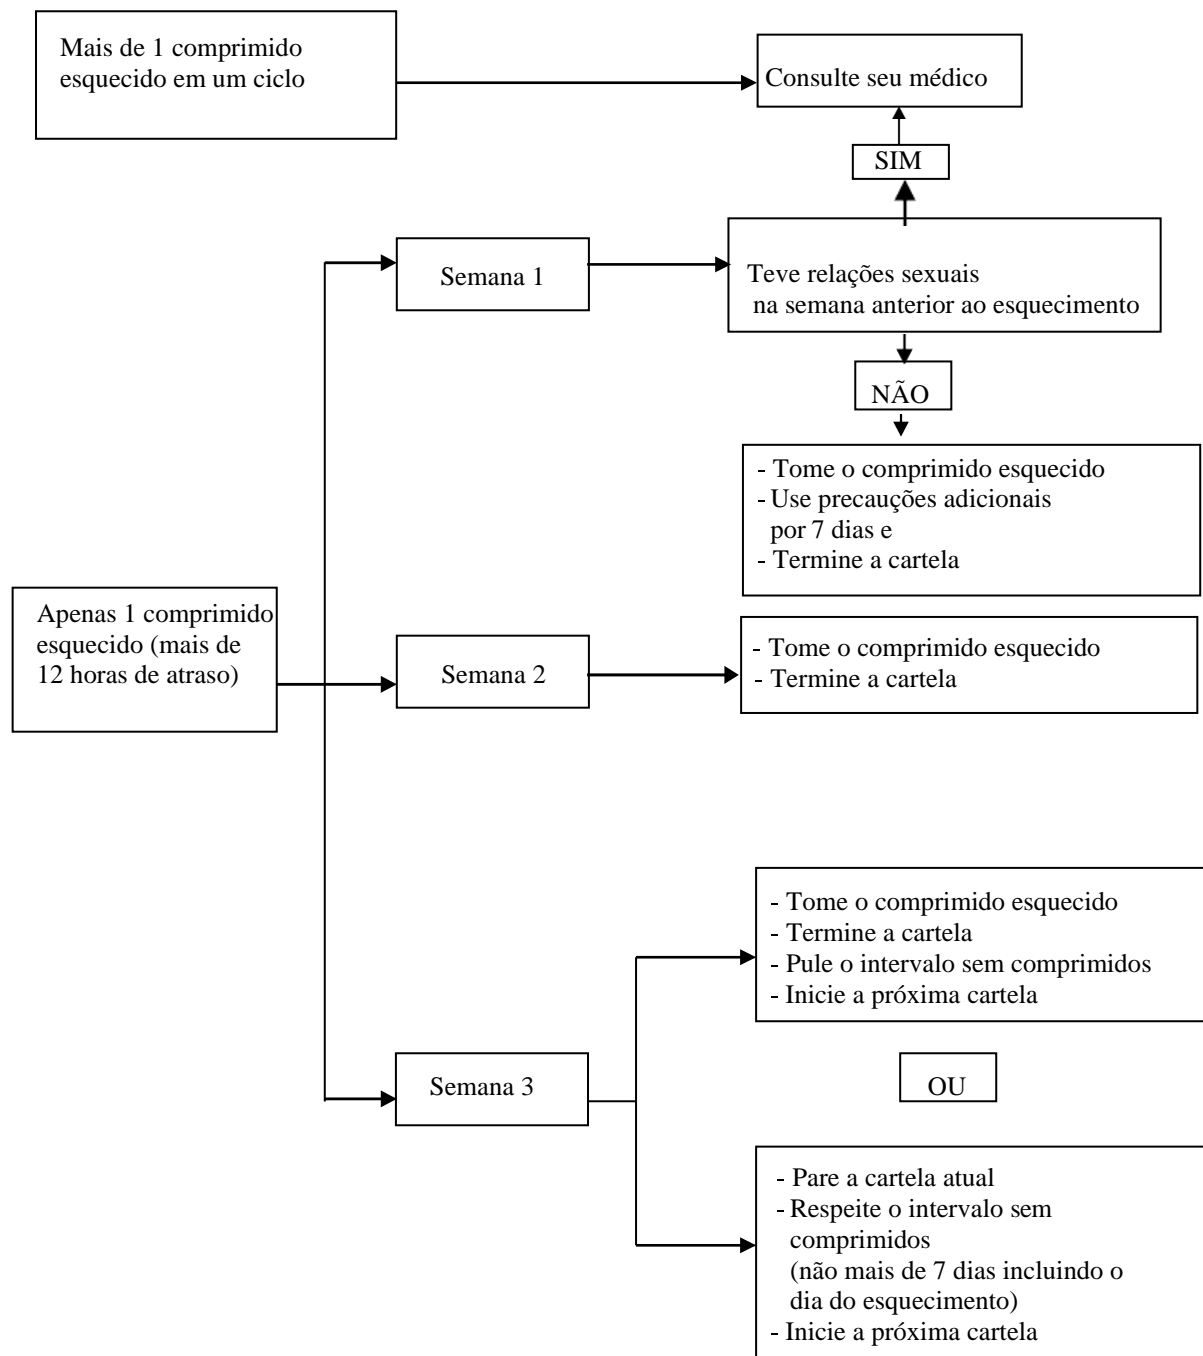 Mais de 1 comprimido
esquecido em um ciclo
Consulte seu médico
SIM
Semana 1
Teve relações sexuais
na semana anterior ao esquecimento
NÃO
- Tome o comprimido esquecido
- Use precauções adicionais
por 7 dias e
- Termine a cartela
Apenas 1 comprimido
esquecido (mais de
12 horas de atraso)
Semana 2
- Tome o comprimido esquecido
- Termine a cartela
Semana 3
- Tome o comprimido esquecido
- Termine a cartela
- Pule o intervalo sem comprimidos
- Inicie a próxima cartela
OU
- Pare a cartela atual
- Respeite o intervalo sem
comprimidos
(não mais de 7 dias incluindo o
dia do esquecimento)
- Inicie a próxima cartela